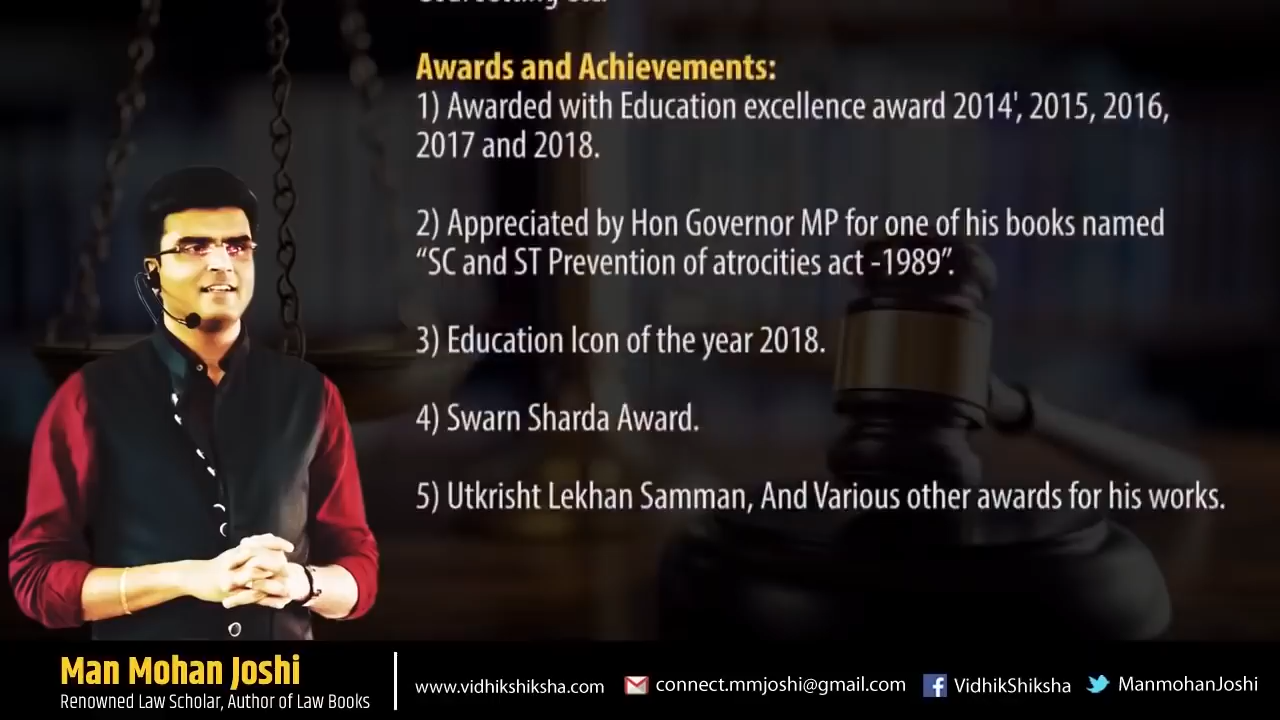 Awards and Achievements:
1) Awarded with Education excellence award 2014', 2015, 2016,
2017 and 2018.
2) Appreciated by Hon Governor MP for one of his books named
“SC and ST Prevention of atrocities act -1989”.
3) Education Icon of the year 2018.
4) Swarn Sharda Award.
5) Utkrisht Lekhan Samman, And Various other awards for his works.
Man Mohan Joshi
Renowned Law Scholar, Author of Law Books
www.vidhikshiksha.com connect.mmjoshi@gmail.com VidhikShiksha ManmohanJoshi